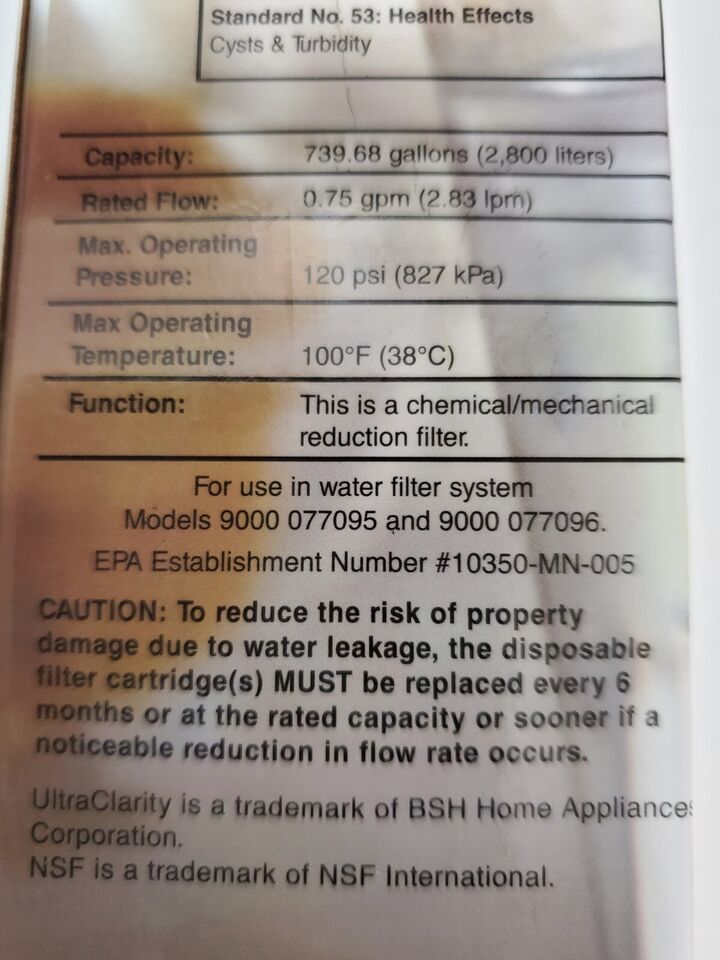 Standard No. 53: Health Effects
Cysts & Turbidity
Capacity: 739.68 gallons (2,800 liters)
Rated Flow: 0.75 gpm (2.83 lpm)
Max. Operating
Pressure: 120 psi (827 kPa)
Max Operating
Temperature: 100°F (38°C)
Function: This is a chemical/mechanical
reduction filter.
For use in water filter system
Models 9000 077095 and 9000 077096.
EPA Establishment Number #10350-MN-005
CAUTION: To reduce the risk of property
damage due to water leakage, the disposable
filter cartridge(s) MUST be replaced every 6
months or at the rated capacity or sooner if a
noticeable reduction in flow rate occurs.
UltraClarity is a trademark of BSH Home Appliances
Corporation.
NSF is a trademark of NSF International.